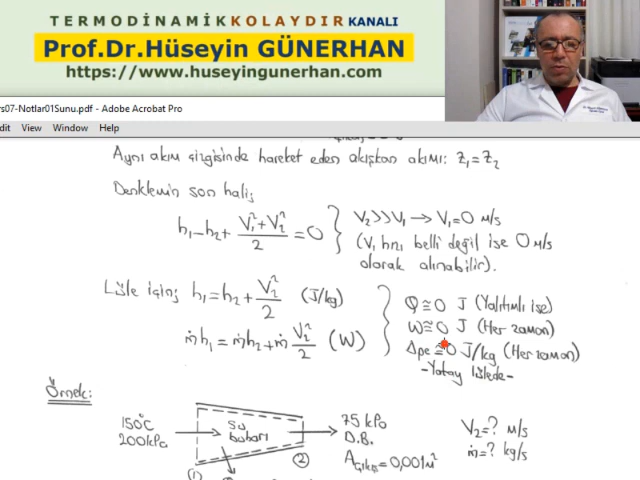 TERMODİNAMİKKOLAYDIR KANALI
Prof.Dr.Hüseyin GÜNERHAN
https://www.huseyingunerhan.com
rs07-Notlar01Sunu.pdf - Adobe Acrobat Pro
dit View Window Help
Aynı akım çizgisinde hareket eden akıştan akımı: z₁=z₂
Denklemin son hali;
h₁-h₂+ (V₁²+V₂²)/2 =0
V₂>>V₁ → V₁=0 m/s
(V₁ hızı belli değil ise 0 m/s
olarak alınabilir).
Lüle için; h₁=h₂+ V₂²/2 (J/kg)
ṁh₁=ṁh₂+ṁ V₂²/2 (W)
Q≅0 J (Yalıtımlı ise)
W≅0 J (Her zaman)
Δpe≅0 J/kg (Her zaman)
-Yatay lülede-
Örnek:
150°C
200kPa
Su
buharı
75 kPa
D.B.
Açıkış=0,001m²
V₂=? m/s
ṁ=? kg/s
(1)
(2)